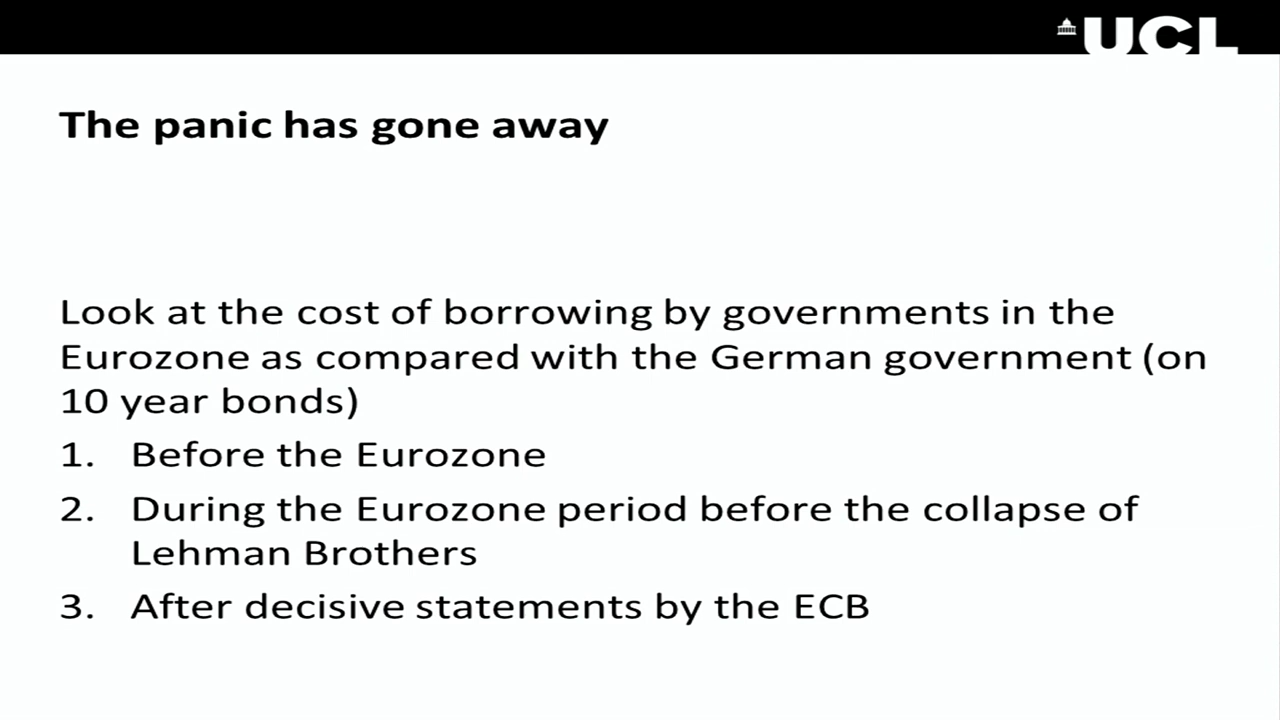 UCL
The panic has gone away
Look at the cost of borrowing by governments in the
Eurozone as compared with the German government (on
10 year bonds)
1. Before the Eurozone
2. During the Eurozone period before the collapse of
Lehman Brothers
3. After decisive statements by the ECB